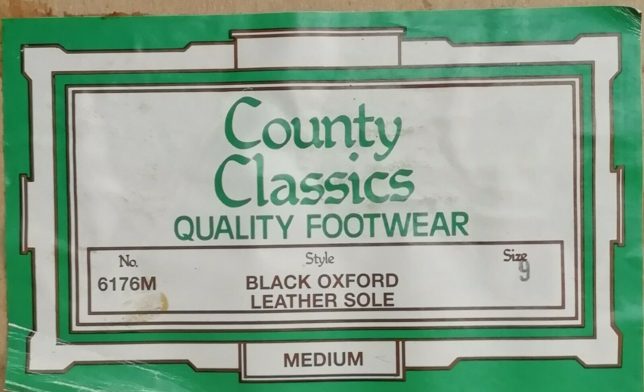 County
Classics
QUALITY FOOTWEAR
No. Style Size
6176M BLACK OXFORD 9
LEATHER SOLE
MEDIUM